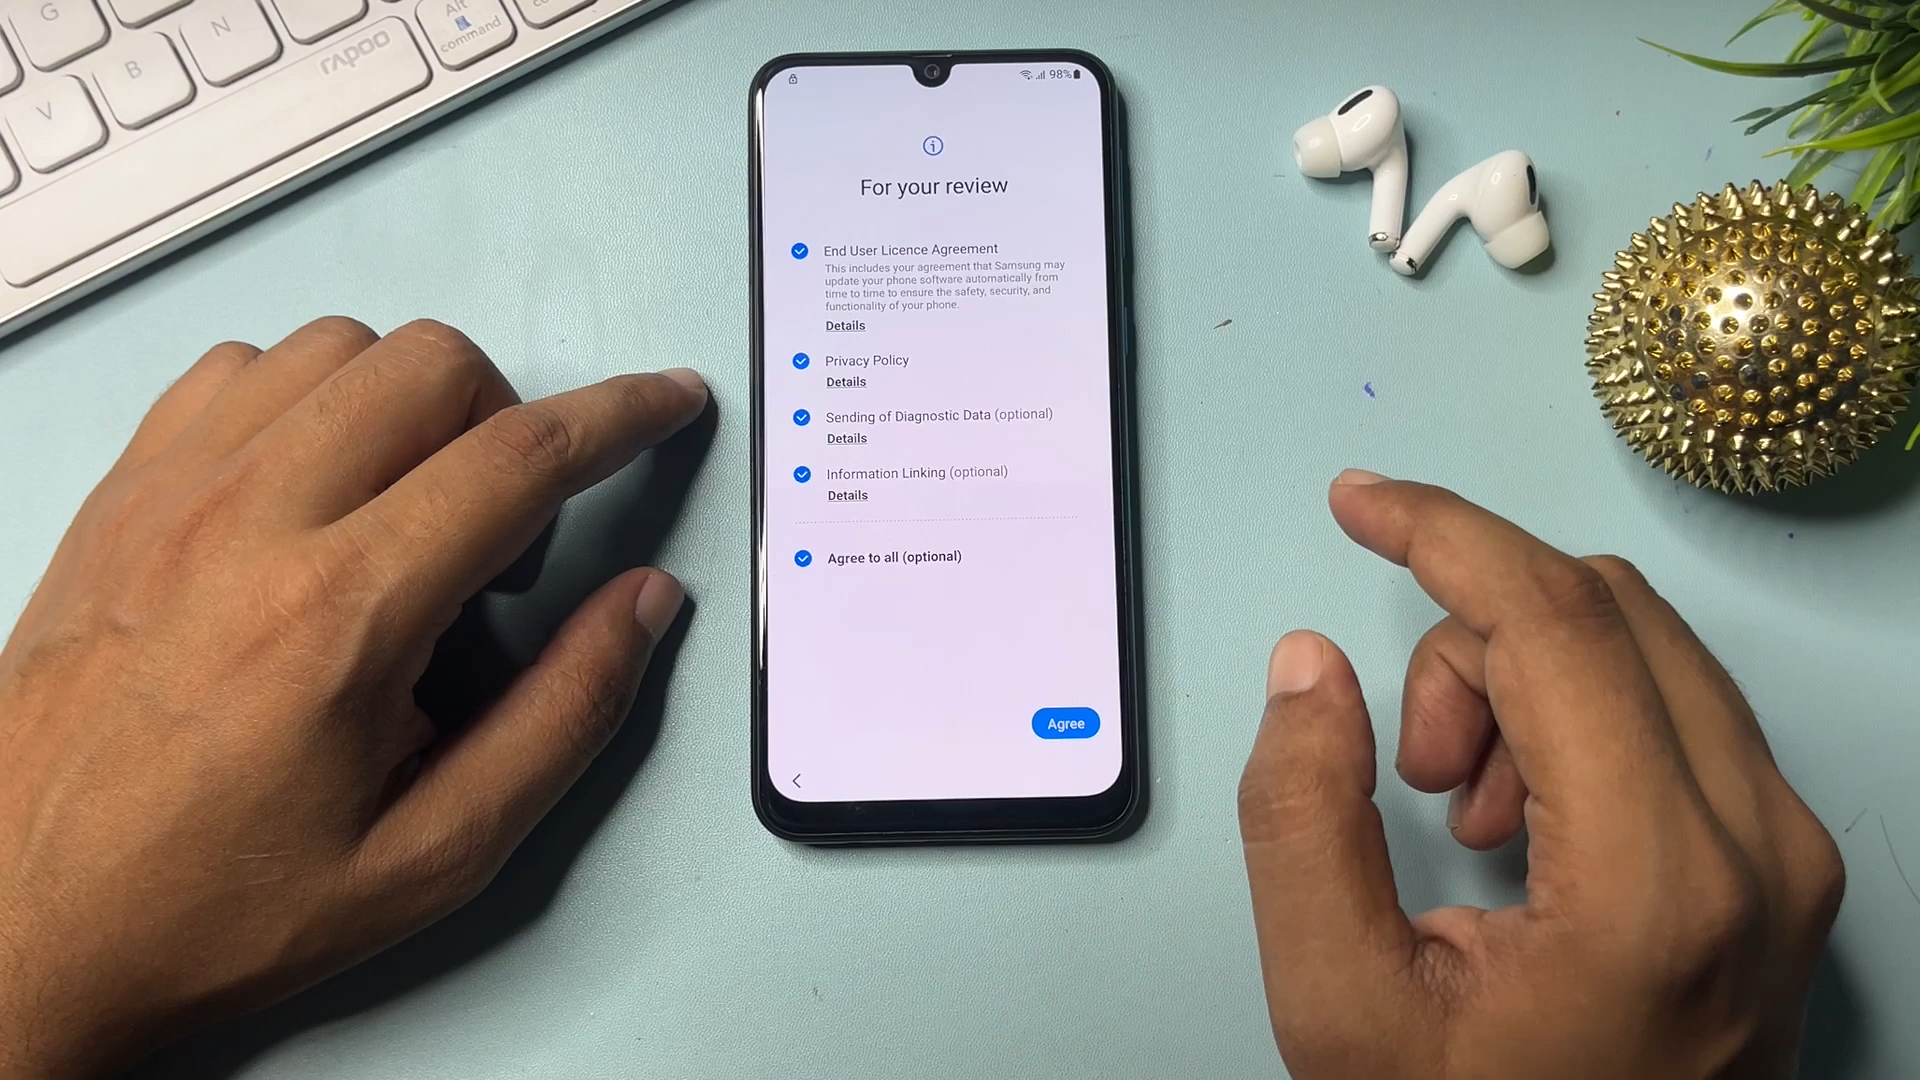 G
N
Alt
command
V
B
rapoo
98%
For your review
End User Licence Agreement
This includes your agreement that Samsung may
update your phone software automatically from
time to time to ensure the safety, security, and
functionality of your phone.
Details
Privacy Policy
Details
Sending of Diagnostic Data (optional)
Details
Information Linking (optional)
Details
Agree to all (optional)
Agree